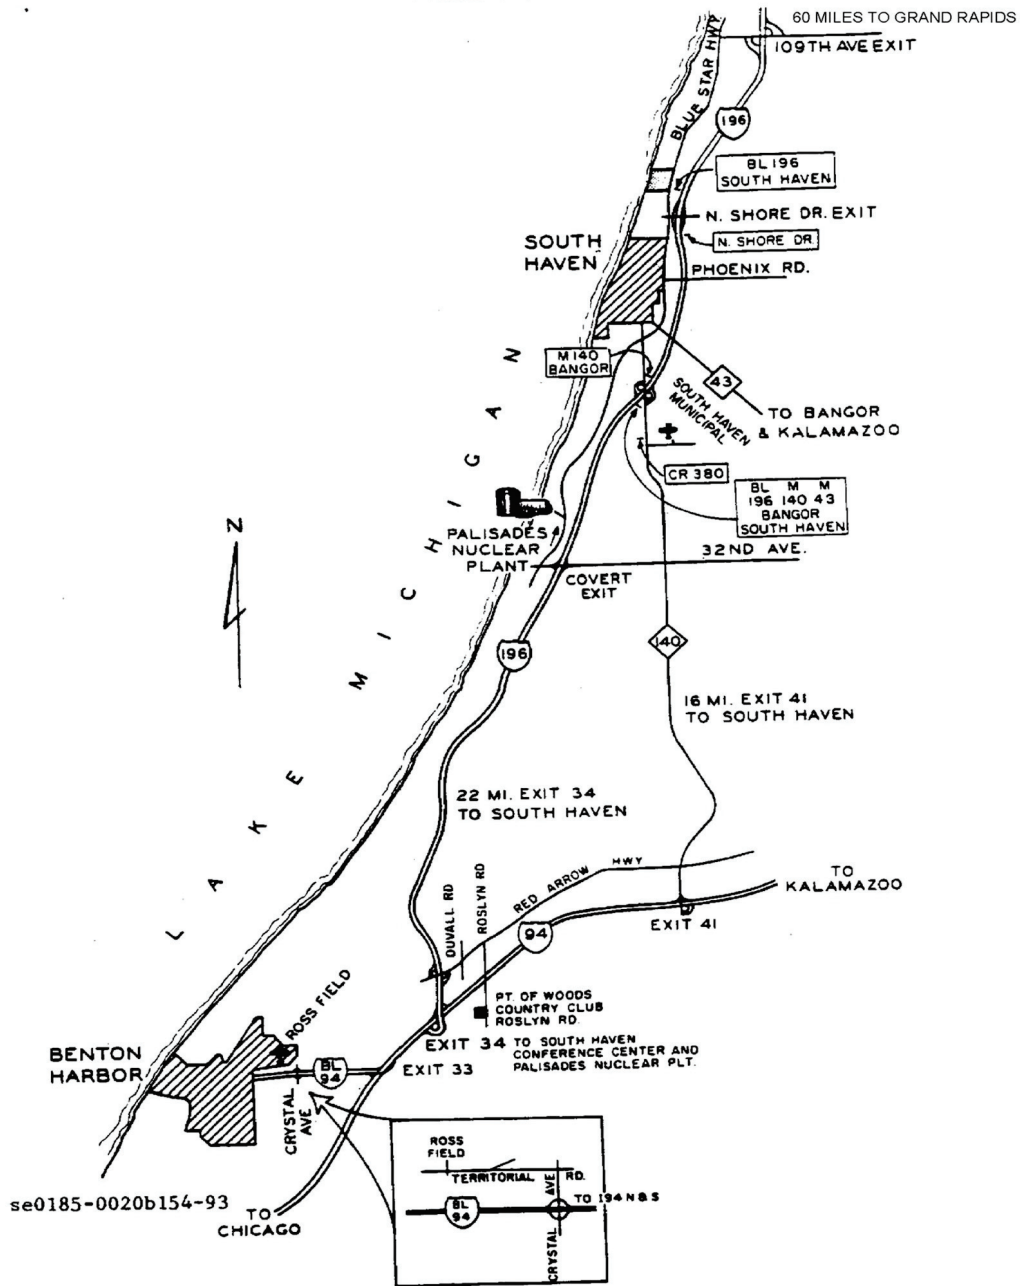 60 MILES TO GRAND RAPIDS
109TH AVE EXIT
BLUE STAR HWY
196
BL 196
SOUTH HAVEN
N. SHORE DR. EXIT
N. SHORE DR.
SOUTH
HAVEN
PHOENIX RD.
M140
BANGOR
43
SOUTH HAVEN
MUNICIPAL
TO BANGOR
& KALAMAZOO
CR 380
BL M M
196 140 43
BANGOR
SOUTH HAVEN
PALISADES
NUCLEAR
PLANT
32ND AVE.
COVERT
EXIT
N
LAKE MICHIGAN
196
140
16 MI. EXIT 41
TO SOUTH HAVEN
22 MI. EXIT 34
TO SOUTH HAVEN
DUVALL RD
ROSLYN RD
RED ARROW HWY
TO
KALAMAZOO
94
EXIT 41
PT. OF WOODS
COUNTRY CLUB
ROSLYN RD.
ROSS FIELD
BENTON
HARBOR
EXIT 34 TO SOUTH HAVEN
CONFERENCE CENTER AND
PALISADES NUCLEAR PLT.
EXIT 33
BL
94
CRYSTAL
AVE
ROSS
FIELD
TERRITORIAL RD.
CRYSTAL AVE
TO 194 N & S
BL
94
se0185-0020b154-93
TO
CHICAGO